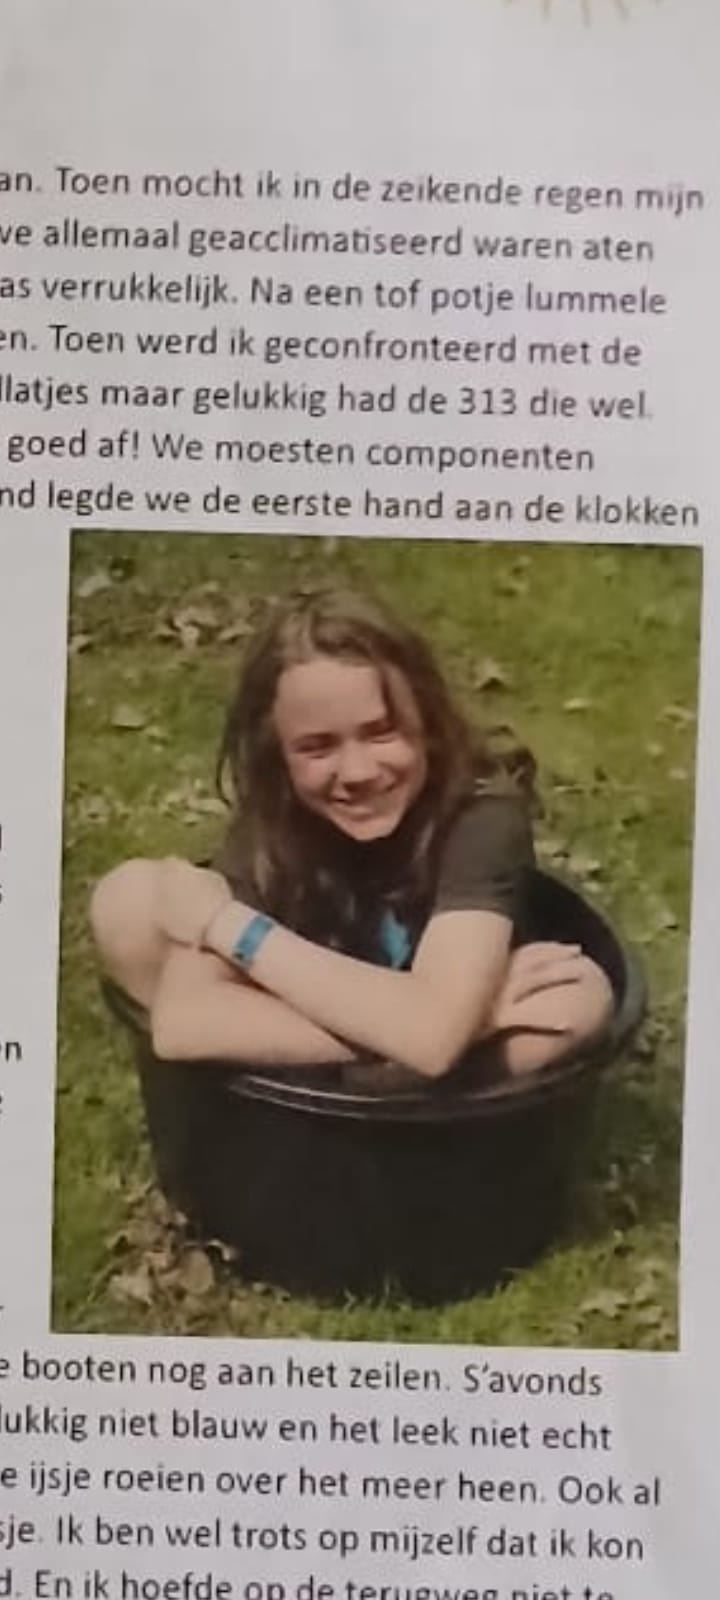 an. Toen mocht ik in de zeikende regen mijn
ve allemaal geacclimatiseerd waren aten
as verrukkelijk. Na een tof potje lummele
en. Toen werd ik geconfronteerd met de
llatjes maar gelukkig had de 313 die wel.
goed af! We moesten componenten
nd legde we de eerste hand aan de klokken
en
e booten nog aan het zeilen. S’avonds
lukkig niet blauw en het leek niet echt
e ijsje roeien over het meer heen. Ook al
sje. Ik ben wel trots op mijzelf dat ik kon
d. En ik hoefde op de terugweg niet te